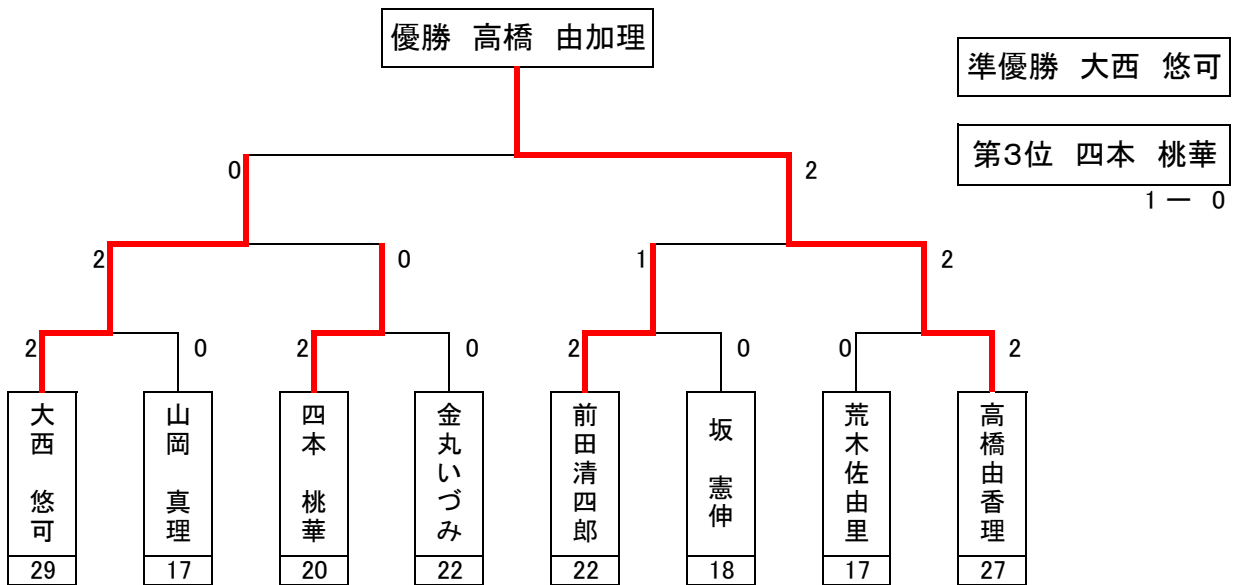 優勝 高橋 由加理
準優勝 大西 悠可
第3位 四本 桃華
1 ー 0
0 2
2 0 1 2
2 0 2 0 2 0 0 2
大西 悠可
山岡 真理
四本 桃華
金丸いづみ
前田清四郎
坂 憲伸
荒木佐由里
高橋由香理
29 17 20 22 22 18 17 27